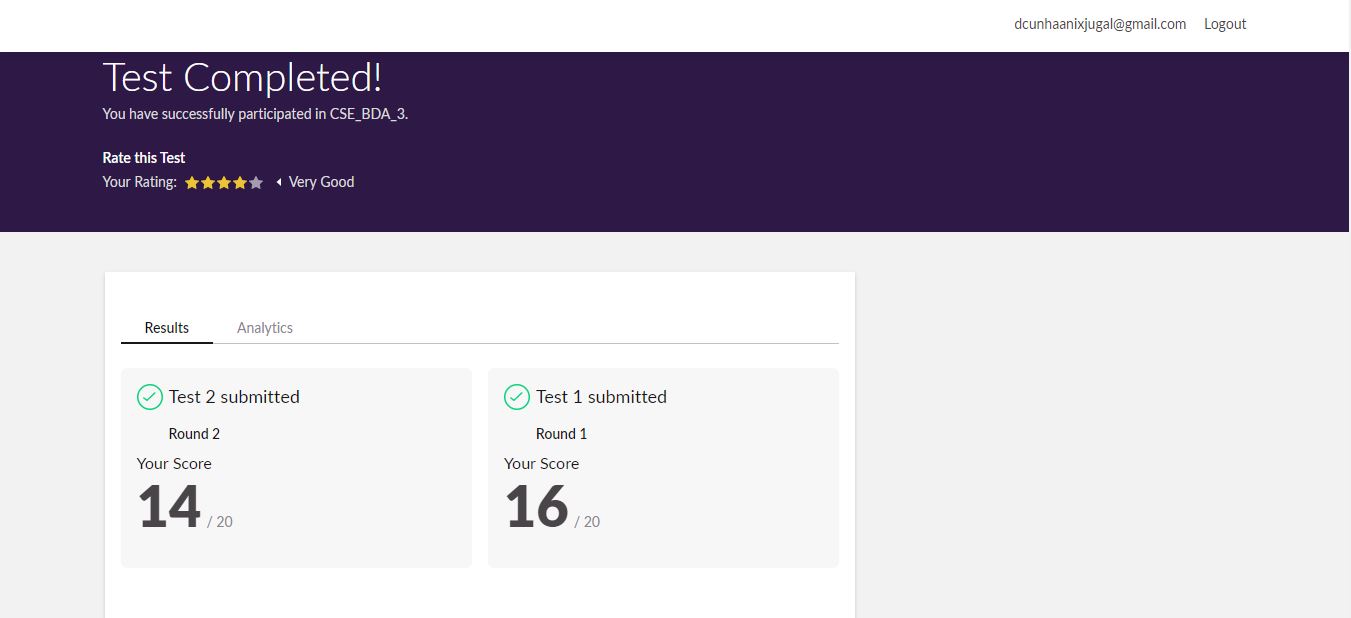 dcunhaanixjugal@gmail.com Logout
Test Completed!
You have successfully participated in CSE_BDA_3.
Rate this Test
Your Rating: Very Good
Results Analytics
Test 2 submitted
Round 2
Your Score
14 / 20
Test 1 submitted
Round 1
Your Score
16 / 20